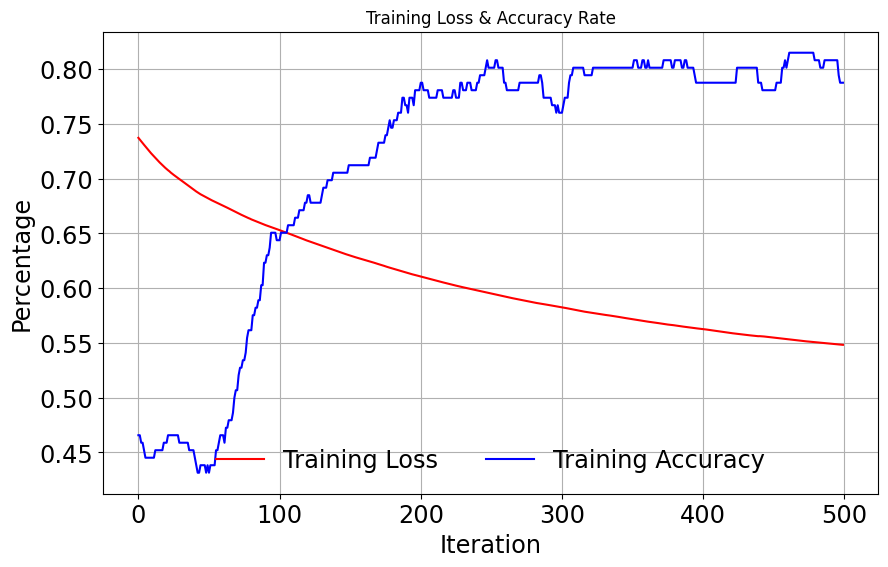 Training Loss & Accuracy Rate
0.80
0.75
0.70
0.65
0.60
0.55
0.50
0.45
Percentage
Training Loss Training Accuracy
0 100 200 300 400 500
Iteration